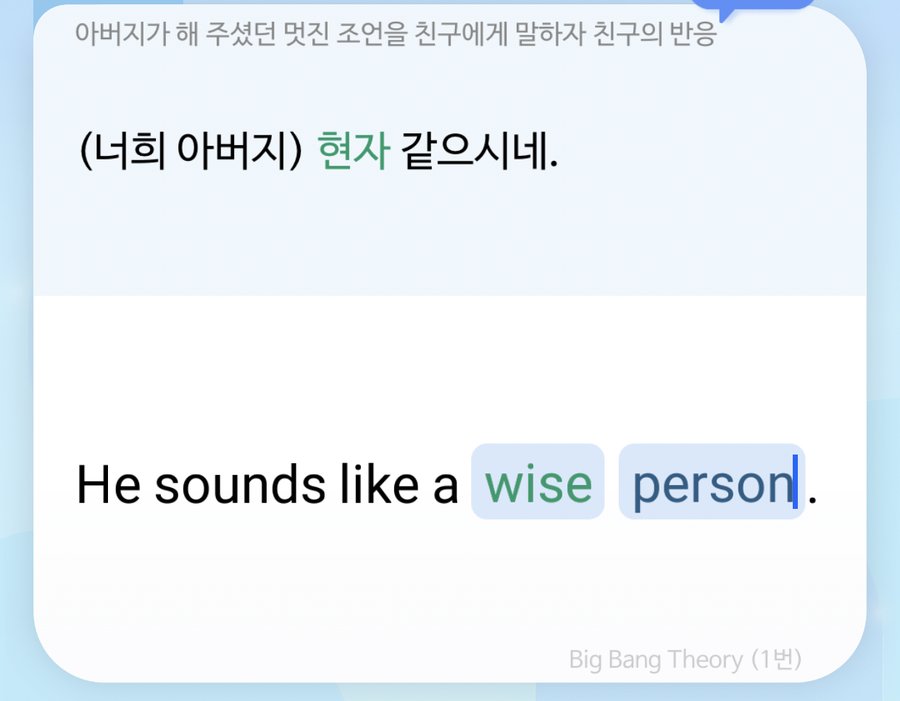 아버지가 해 주셨던 멋진 조언을 친구에게 말하자 친구의 반응
(너희 아버지) 현자 같으시네.
He sounds like a wise person.
Big Bang Theory (1번)